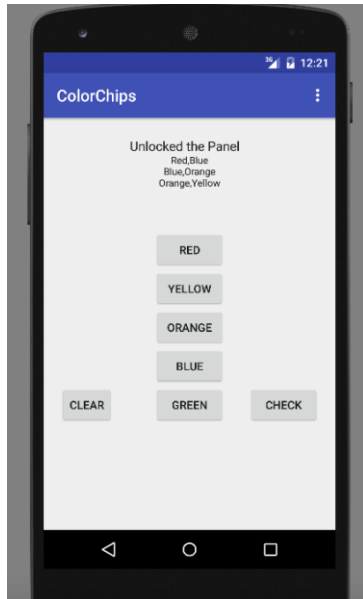 3G 12:21
ColorChips
Unlocked the Panel
Red,Blue
Blue,Orange
Orange,Yellow
RED
YELLOW
ORANGE
BLUE
CLEAR GREEN CHECK